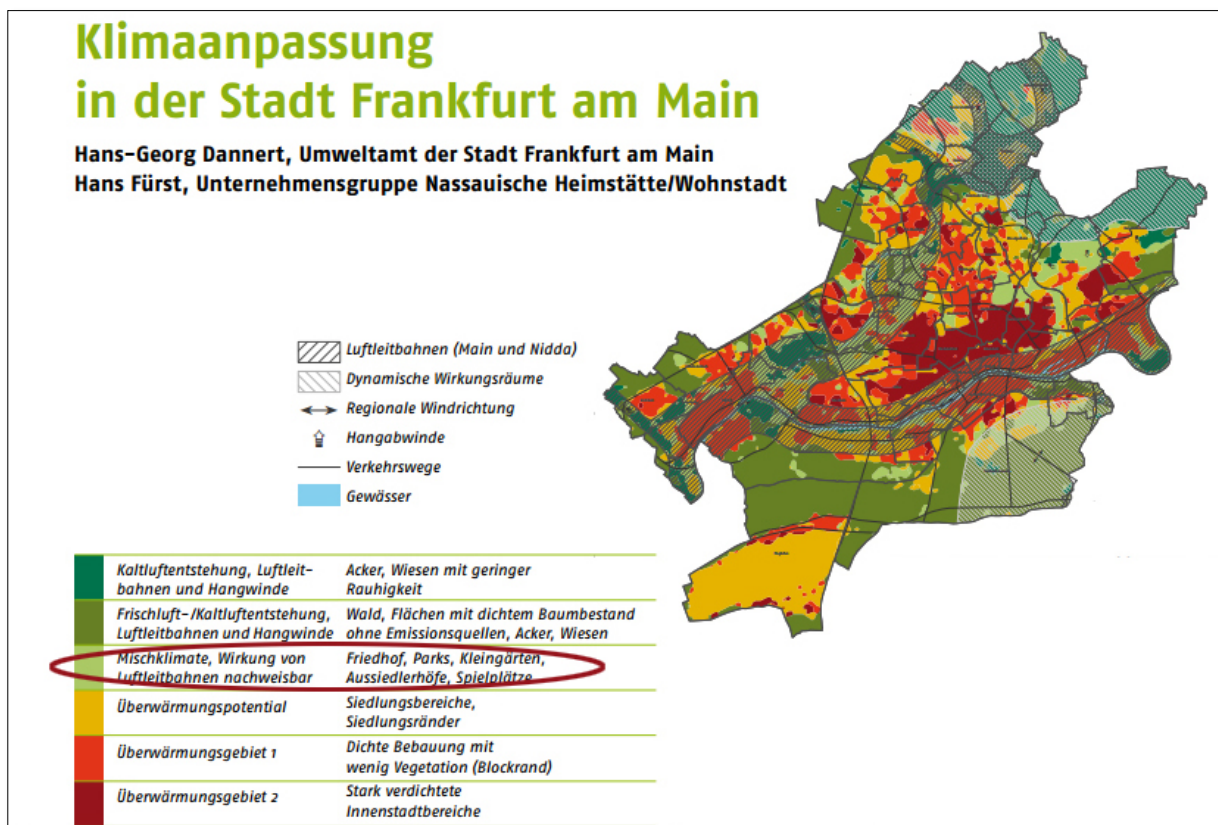 Klimaanpassung
in der Stadt Frankfurt am Main
Hans-Georg Dannert, Umweltamt der Stadt Frankfurt am Main
Hans Fürst, Unternehmensgruppe Nassauische Heimstätte/Wohnstadt
Luftleitbahnen (Main und Nidda)
Dynamische Wirkungsräume
Regionale Windrichtung
Hangabwinde
Verkehrswege
Gewässer
Kaltluftentstehung, Luftleit-
bahnen und Hangwinde
Acker, Wiesen mit geringer
Rauhigkeit
Frischluft-/Kaltluftentstehung,
Luftleitbahnen und Hangwinde
Wald, Flächen mit dichtem Baumbestand
ohne Emissionsquellen, Acker, Wiesen
Mischklimate, Wirkung von
Luftleitbahnen nachweisbar
Friedhof, Parks, Kleingärten,
Aussiedlerhöfe, Spielplätze
Überwärmungspotential
Siedlungsbereiche,
Siedlungsränder
Überwärmungsgebiet 1
Dichte Bebauung mit
wenig Vegetation (Blockrand)
Überwärmungsgebiet 2
Stark verdichtete
Innenstadtbereiche